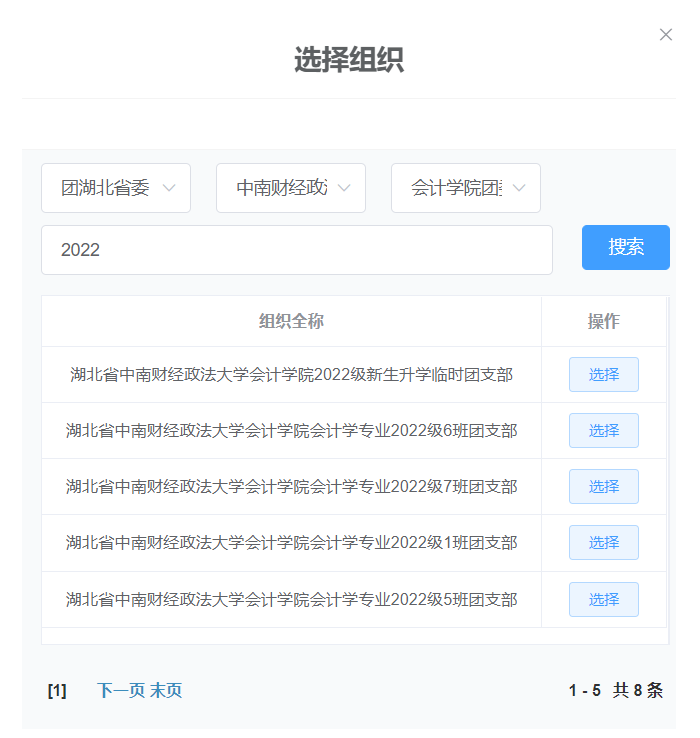 选择组织
团湖北省委 中南财经政 会计学院团
2022 搜索
组织全称 操作
湖北省中南财经政法大学会计学院2022级新生升学临时团支部 选择
湖北省中南财经政法大学会计学院会计学专业2022级6班团支部 选择
湖北省中南财经政法大学会计学院会计学专业2022级7班团支部 选择
湖北省中南财经政法大学会计学院会计学专业2022级1班团支部 选择
湖北省中南财经政法大学会计学院会计学专业2022级5班团支部 选择
[1] 下一页 末页 1 - 5 共 8 条